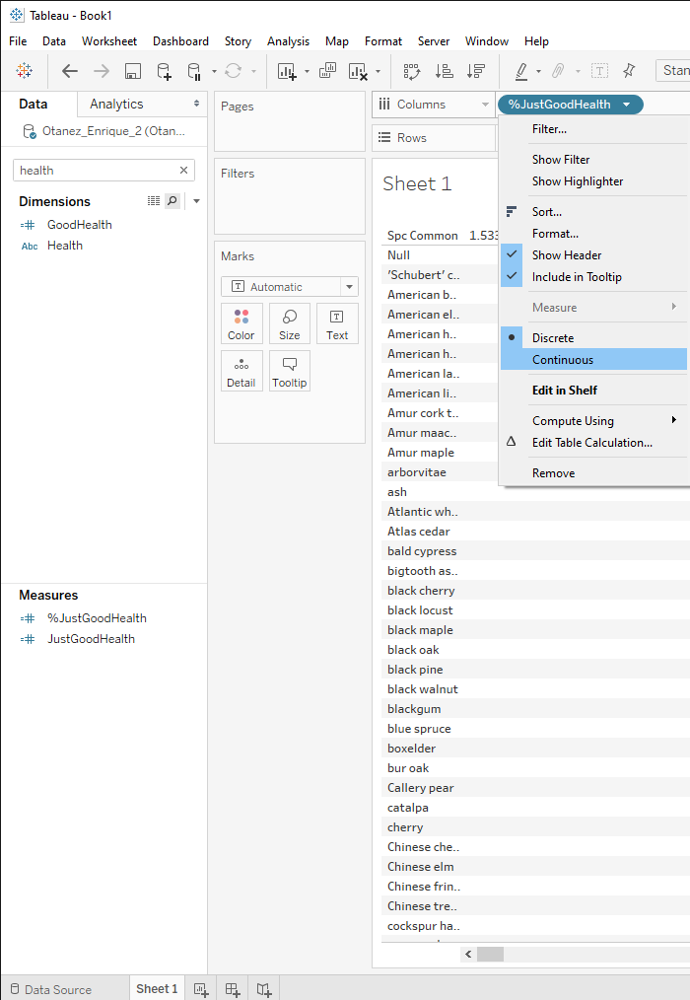 Tableau - Book1
File Data Worksheet Dashboard Story Analysis Map Format Server Window Help
T Stan
Data Analytics
Otanez_Enrique_2 (Otan...
health
Dimensions
GoodHealth
Abc Health
Measures
%JustGoodHealth
JustGoodHealth
Pages
Filters
Marks
T Automatic
Color Size T Text
Detail Tooltip
Columns %JustGoodHealth
Rows
Filter...
Show Filter
Show Highlighter
Sort...
Format...
Show Header
Include in Tooltip
Measure
Discrete
Continuous
Edit in Shelf
Compute Using
Edit Table Calculation...
Remove
Sheet 1
Spc Common 1.533
Null
'Schubert' c..
American b..
American el..
American h..
American h..
American la..
American li..
Amur cork t..
Amur maac..
Amur maple
arborvitae
ash
Atlantic wh..
Atlas cedar
bald cypress
bigtooth as..
black cherry
black locust
black maple
black oak
black pine
black walnut
blackgum
blue spruce
boxelder
bur oak
Callery pear
catalpa
cherry
Chinese che..
Chinese elm
Chinese frin..
Chinese tre..
cockspur ha..
Data Source Sheet 1